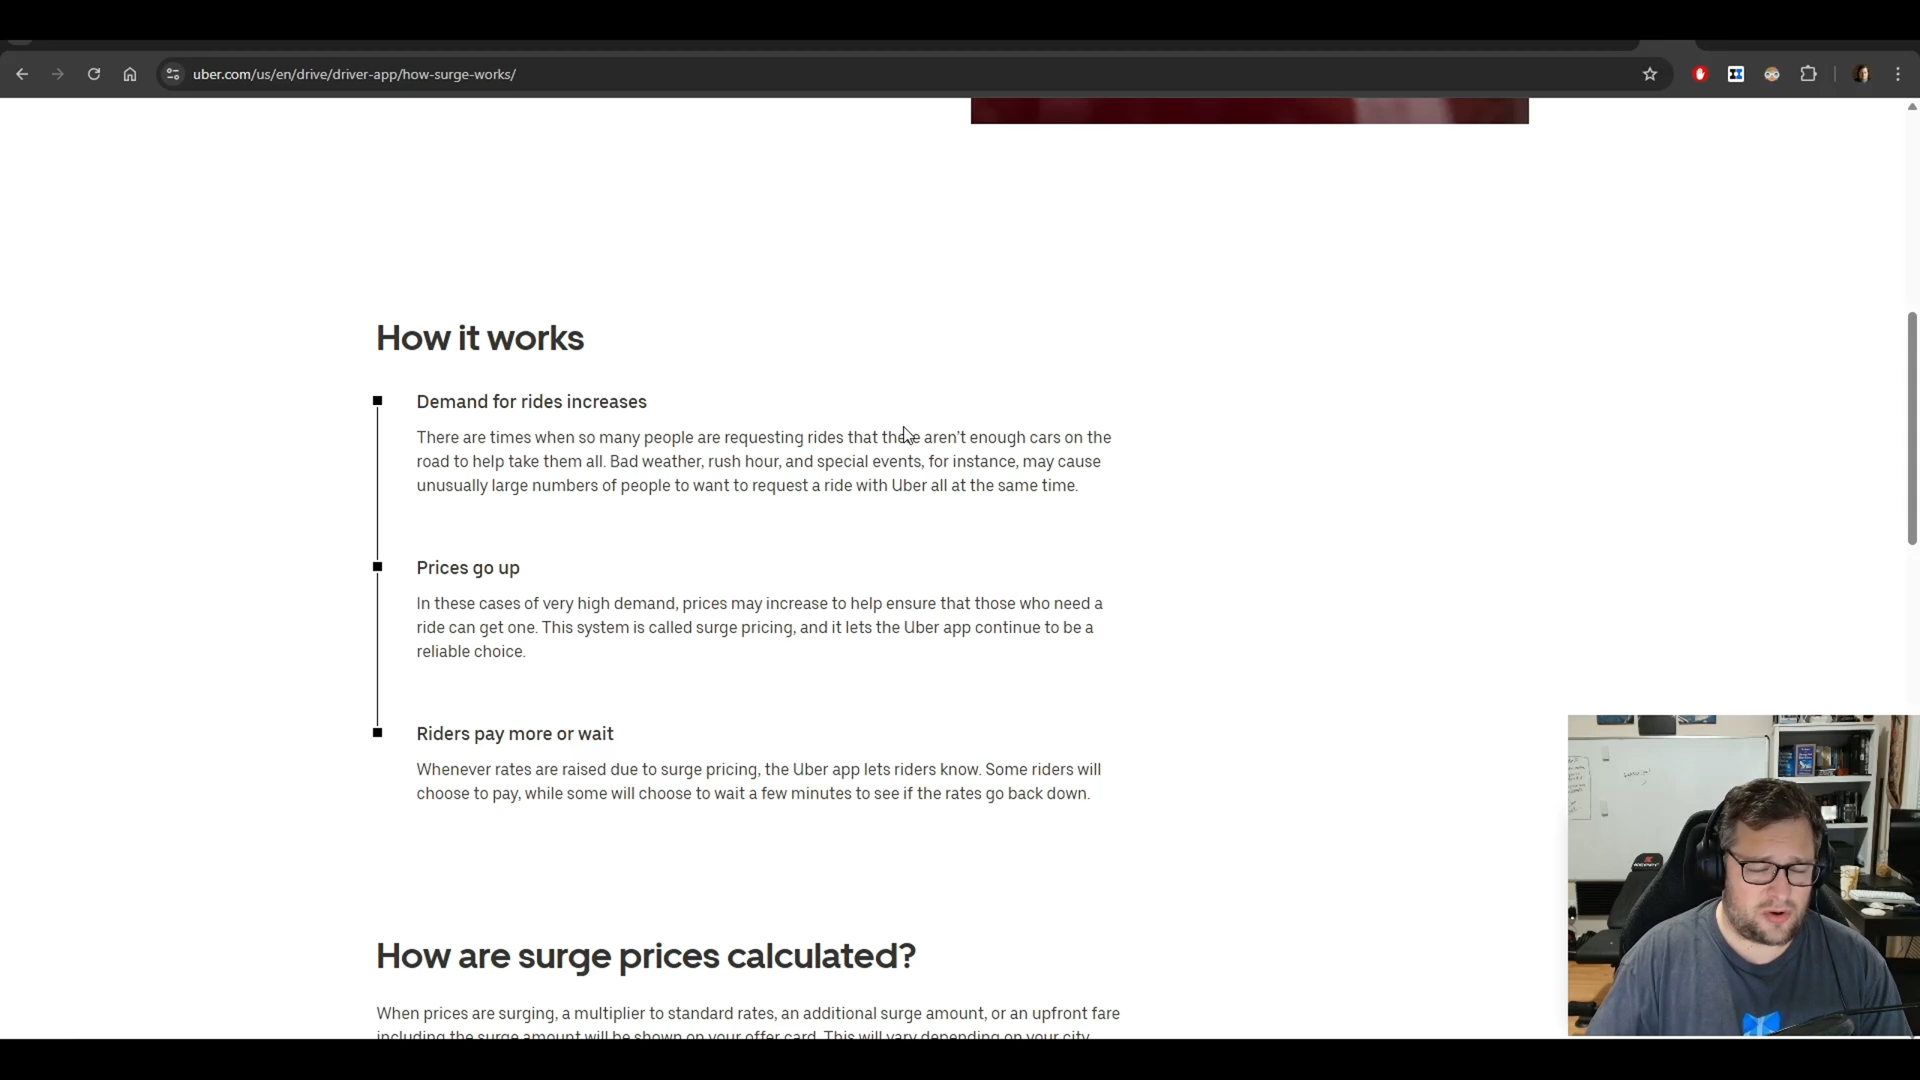 uber.com/us/en/drive/driver-app/how-surge-works/
How it works
Demand for rides increases
There are times when so many people are requesting rides that there aren't enough cars on the
road to help take them all. Bad weather, rush hour, and special events, for instance, may cause
unusually large numbers of people to want to request a ride with Uber all at the same time.
Prices go up
In these cases of very high demand, prices may increase to help ensure that those who need a
ride can get one. This system is called surge pricing, and it lets the Uber app continue to be a
reliable choice.
Riders pay more or wait
Whenever rates are raised due to surge pricing, the Uber app lets riders know. Some riders will
choose to pay, while some will choose to wait a few minutes to see if the rates go back down.
How are surge prices calculated?
When prices are surging, a multiplier to standard rates, an additional surge amount, or an upfront fare
including the surge amount will be shown on your offer card. This will vary depending on your city